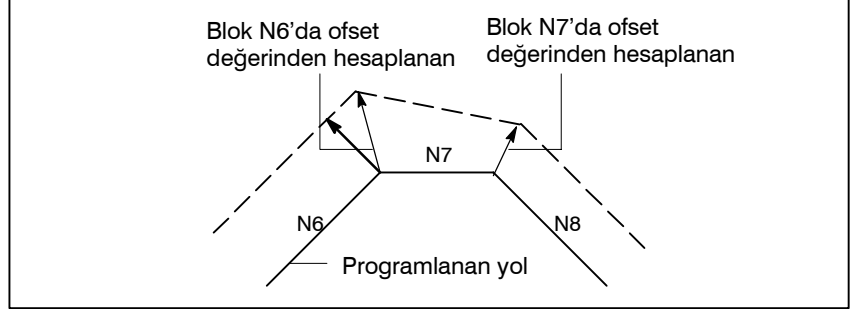 Blok N6’da ofset
değerinden hesaplanan
Blok N7’da ofset
değerinden hesaplanan
N7
N6
N8
Programlanan yol